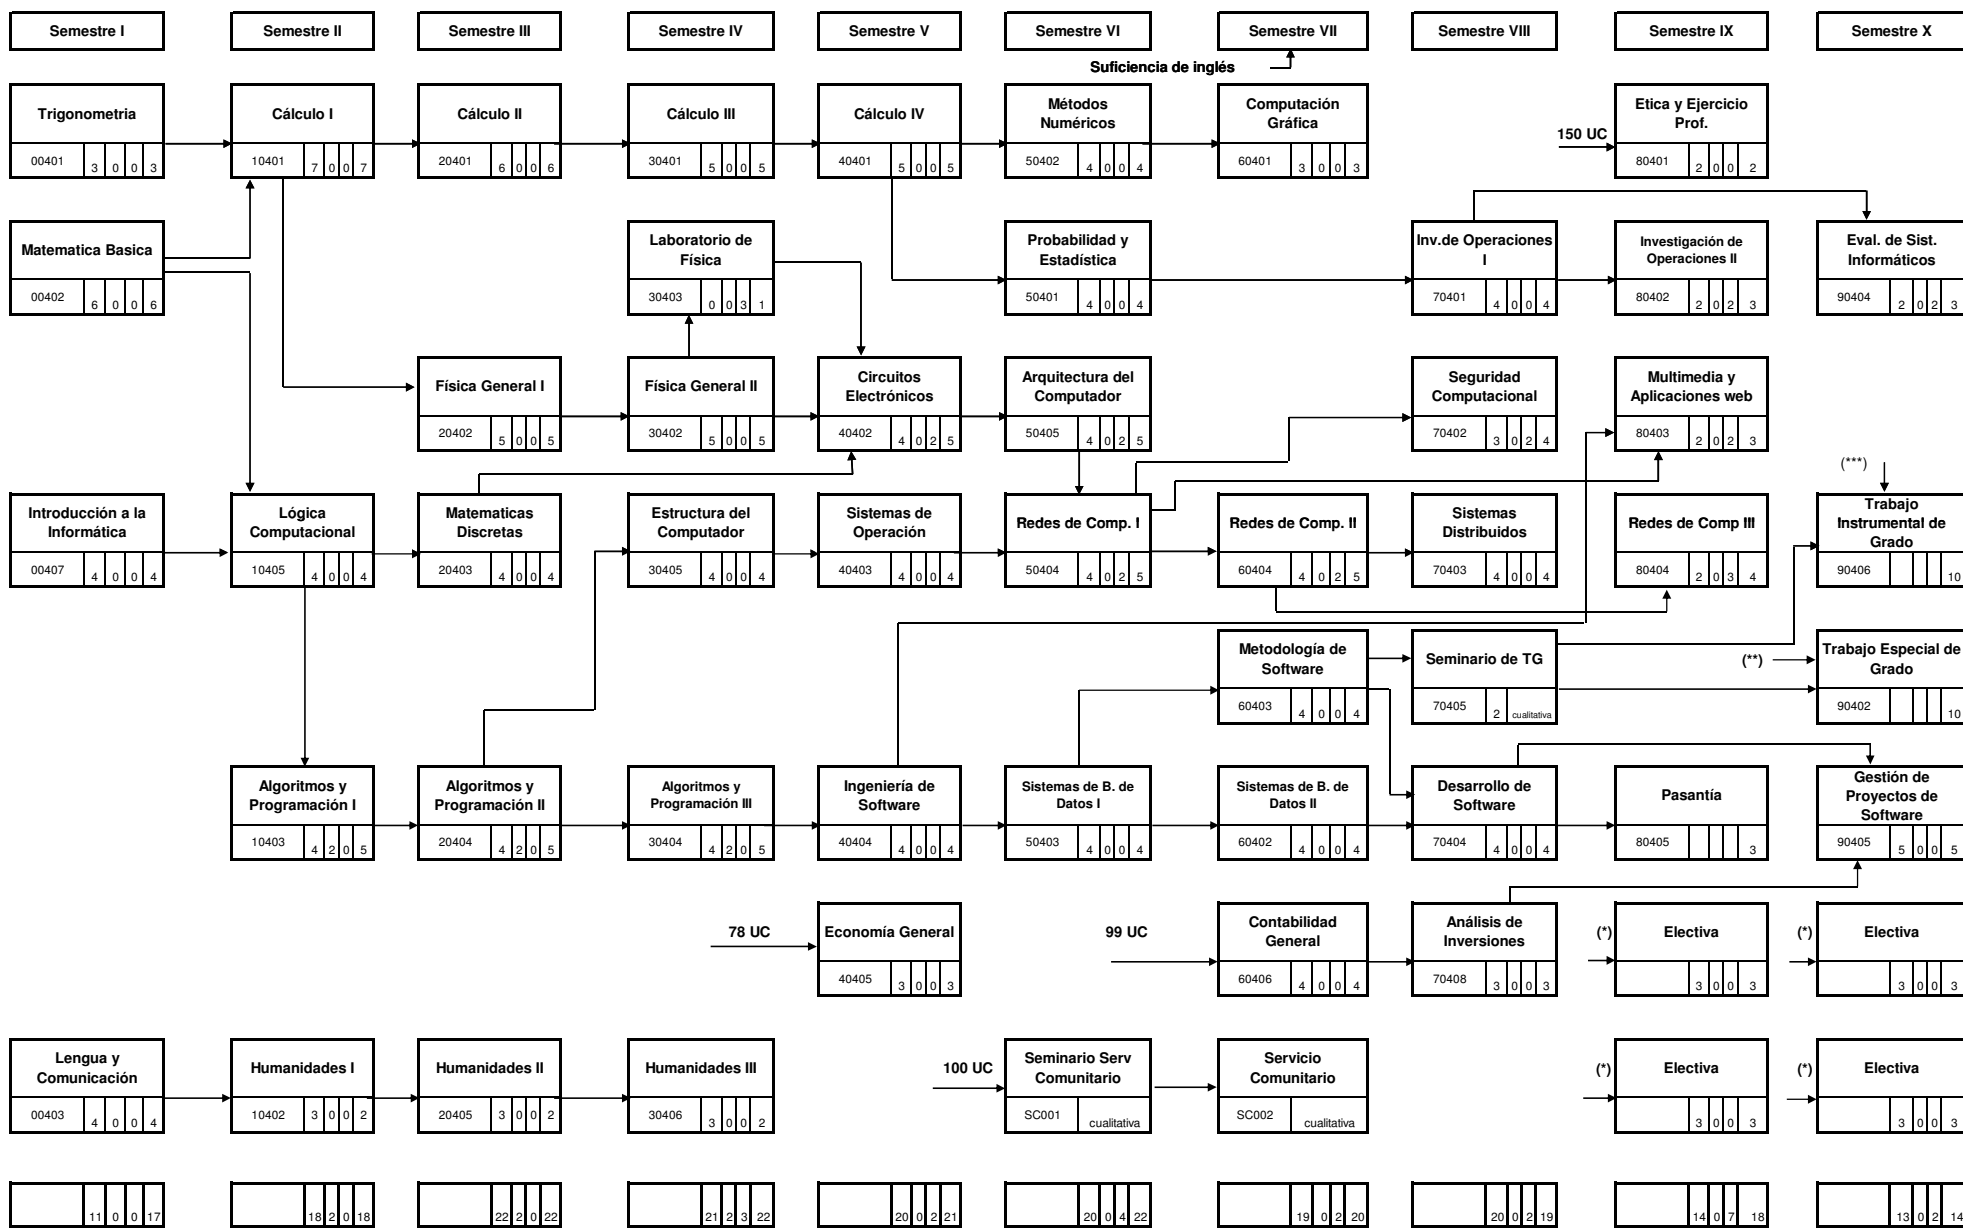 Semestre I
Semestre II
Semestre III
Semestre IV
Semestre V
Semestre VI
Semestre VII
Semestre VIII
Semestre IX
Semestre X
Suficiencia de inglés
Trigonometria
00401 3 0 0 3
Cálculo I
10401 7 0 0 7
Cálculo II
20401 6 0 0 6
Cálculo III
30401 5 0 0 5
Cálculo IV
40401 5 0 0 5
Métodos
Numéricos
50402 4 0 0 4
Computación
Gráfica
60401 3 0 0 3
150 UC
Etica y Ejercicio
Prof.
80401 2 0 0 2
Matematica Basica
00402 6 0 0 6
Laboratorio de
Física
30403 0 0 3 1
Probabilidad y
Estadística
50401 4 0 0 4
Inv.de Operaciones
I
70401 4 0 0 4
Investigación de
Operaciones II
80402 2 0 2 3
Eval. de Sist.
Informáticos
90404 2 0 2 3
Física General I
20402 5 0 0 5
Física General II
30402 5 0 0 5
Circuitos
Electrónicos
40402 4 0 2 5
Arquitectura del
Computador
50405 4 0 2 5
Seguridad
Computacional
70402 3 0 2 4
Multimedia y
Aplicaciones web
80403 2 0 2 3
(***)
Introducción a la
Informática
00407 4 0 0 4
Lógica
Computacional
10405 4 0 0 4
Matematicas
Discretas
20403 4 0 0 4
Estructura del
Computador
30405 4 0 0 4
Sistemas de
Operación
40403 4 0 0 4
Redes de Comp. I
50404 4 0 2 5
Redes de Comp. II
60404 4 0 2 5
Sistemas
Distribuidos
70403 4 0 0 4
Redes de Comp III
80404 2 0 3 4
Trabajo
Instrumental de
Grado
90406 10
Metodología de
Software
60403 4 0 0 4
Seminario de TG
70405 2 cualitativa
(**)
Trabajo Especial de
Grado
90402 10
Algoritmos y
Programación I
10403 4 2 0 5
Algoritmos y
Programación II
20404 4 2 0 5
Algoritmos y
Programación III
30404 4 2 0 5
Ingeniería de
Software
40404 4 0 0 4
Sistemas de B. de
Datos I
50403 4 0 0 4
Sistemas de B. de
Datos II
60402 4 0 0 4
Desarrollo de
Software
70404 4 0 0 4
Pasantía
80405 3
Gestión de
Proyectos de
Software
90405 5 0 0 5
78 UC
Economía General
40405 3 0 0 3
99 UC
Contabilidad
General
60406 4 0 0 4
Análisis de
Inversiones
70408 3 0 0 3
(*)
Electiva
3 0 0 3
(*)
Electiva
3 0 0 3
Lengua y
Comunicación
00403 4 0 0 4
Humanidades I
10402 3 0 0 2
Humanidades II
20405 3 0 0 2
Humanidades III
30406 3 0 0 2
100 UC
Seminario Serv
Comunitario
SC001 cualitativa
Servicio
Comunitario
SC002 cualitativa
(*)
Electiva
3 0 0 3
(*)
Electiva
3 0 0 3
11 0 0 17
18 2 0 18
22 2 0 22
21 2 3 22
20 0 2 21
20 0 4 22
19 0 2 20
20 0 2 19
14 0 7 18
13 0 2 14